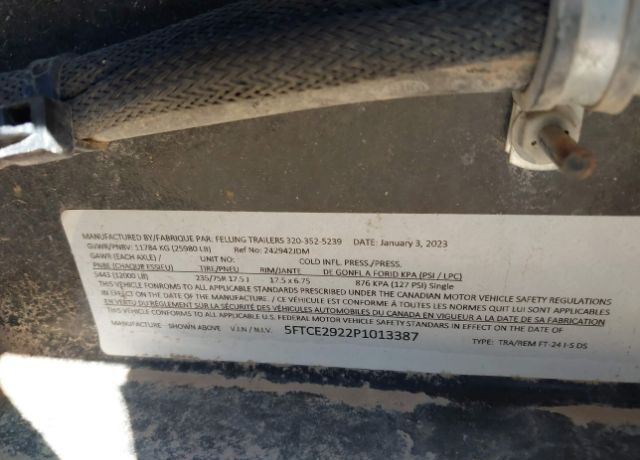 MANUFACTURED BY/FABRIQUE PAR: FELLING TRAILERS 320-352-5239 DATE: January 3, 2023
GVWR/PNBV: 11784 KG (25980 LB) Ref No: 242942JDM
GAWR (EACH AXLE) / UNIT NO: COLD INFL. PRESS./PRESS.
PNBE (CHAQUE ESSIEU) TIRE/PNEU RIM/JANTE DE GONFLA FORID KPA (PSI / LPC)
5443 (12000 LB) 235/75R 17.5 J 17.5 x 6.75 876 KPA (127 PSI) Single
THIS VEHICLE CONFORMS TO ALL APPLICABLE STANDARDS PRESCRIBED UNDER THE CANADIAN MOTOR VEHICLE SAFETY REGULATIONS
IN EFFECT ON THE DATE OF MANUFACTURE. / CE VÉHICULE EST CONFORME À TOUTES LES NORMES QUI LUI SONT APPLICABLES
EN VERTU DU RÈGLEMENT SUR LA SÉCURITÉ DES VÉHICULES AUTOMOBILES DU CANADA EN VIGUEUR A LA DATE DE SA FABRICATION
THIS VEHICLE CONFORMS TO ALL APPLICABLE U.S. FEDERAL MOTOR VEHICLE SAFETY STANDARDS IN EFFECT ON THE DATE OF
MANUFACTURE SHOWN ABOVE V.I.N / N.I.V. 5FTCE2922P1013387 TYPE: TRA/REM FT-24 I-S DS